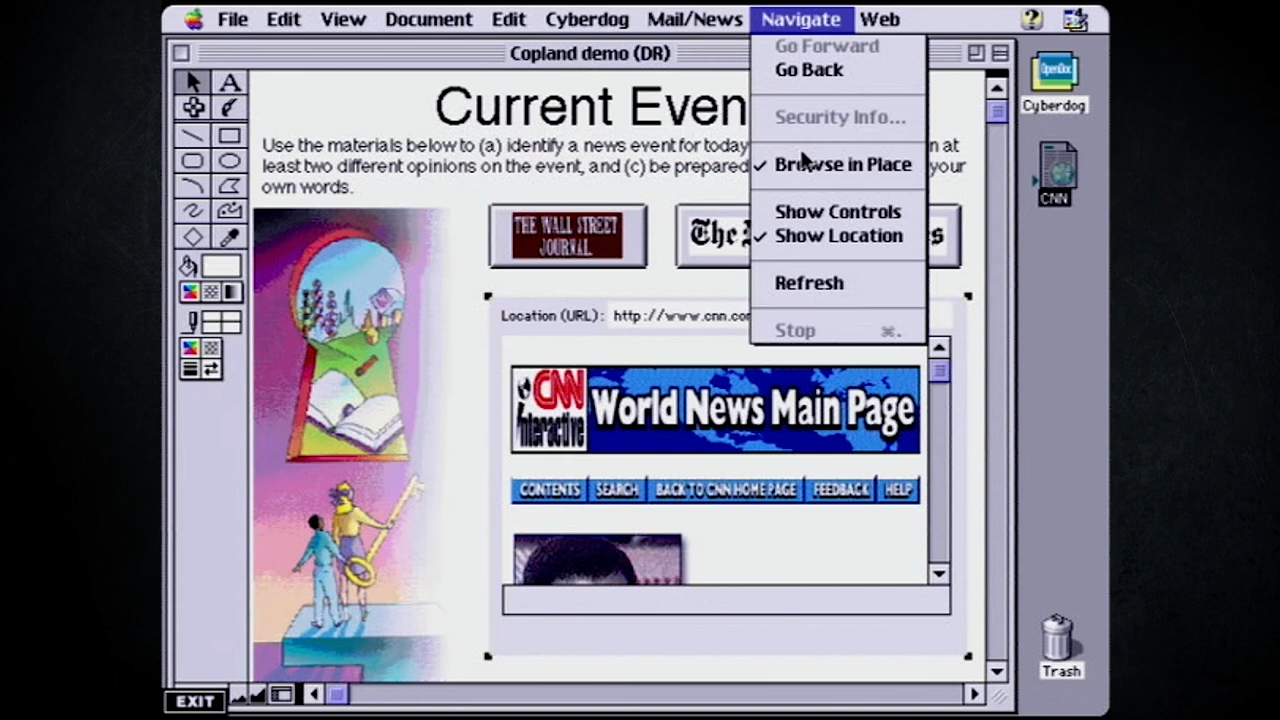 File Edit View Document Edit Cyberdog Mail/News Navigate Web
Copland demo (DR)
Go Forward
Go Back
Security Info...
Browse in Place
Show Controls
Show Location
Refresh
Stop ⌘.
OpenDoc
Cyberdog
CNN
A
Current Even
Use the materials below to (a) identify a news event for today
n at
least two different opinions on the event, and (c) be prepared
your
own words.
THE WALL STREET
JOURNAL
The
es
Location (URL): http://www.cnn.co
CNN
Interactive
World News Main Page
CONTENTS SEARCH BACK TO CNN HOME PAGE FEEDBACK HELP
Trash
EXIT